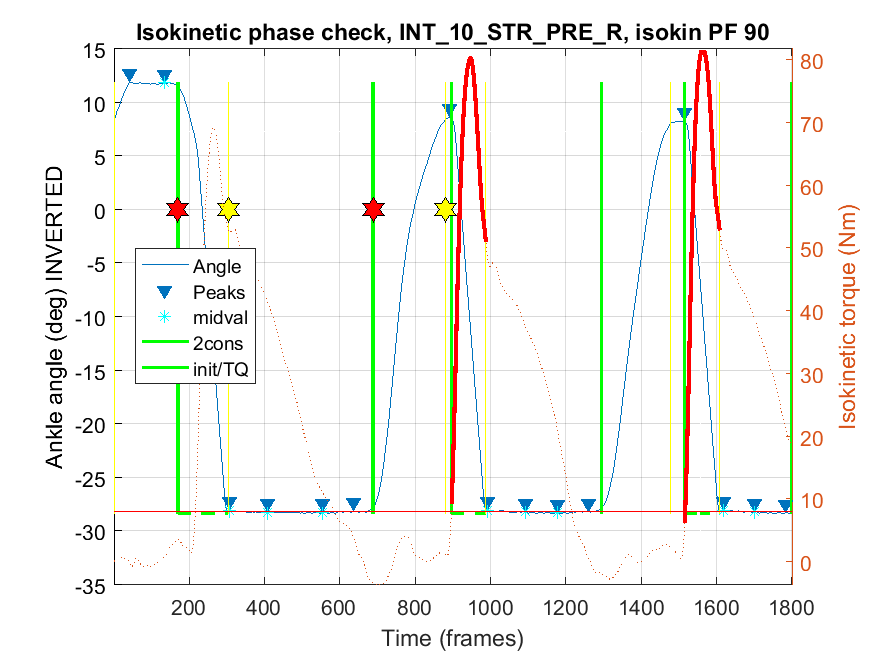 Isokinetic phase check, INT_10_STR_PRE_R, isokin PF 90
15
10
5
0
-5
-10
-15
-20
-25
-30
-35
Ankle angle (deg) INVERTED
Angle
Peaks
midval
2cons
init/TQ
80
70
60
50
40
30
20
10
0
Isokinetic torque (Nm)
200 400 600 800 1000 1200 1400 1600 1800
Time (frames)